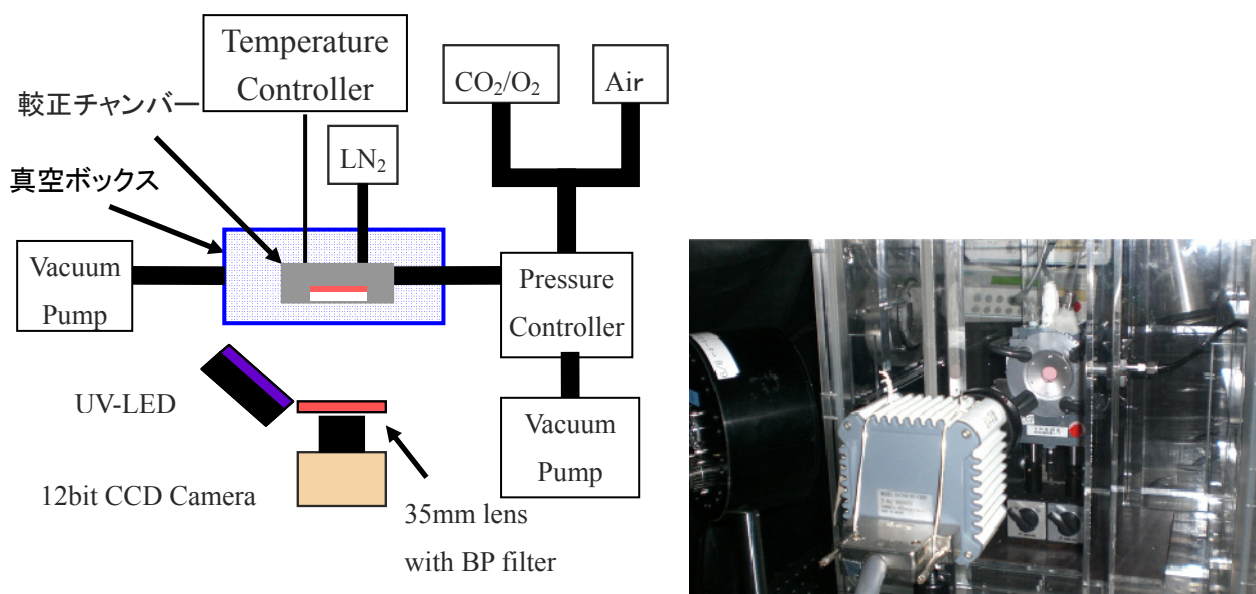 Temperature
Controller
CO₂/O₂
Air
較正チャンバー
LN₂
真空ボックス
Vacuum
Pump
Pressure
Controller
UV-LED
Vacuum
Pump
12bit CCD Camera
35mm lens
with BP filter